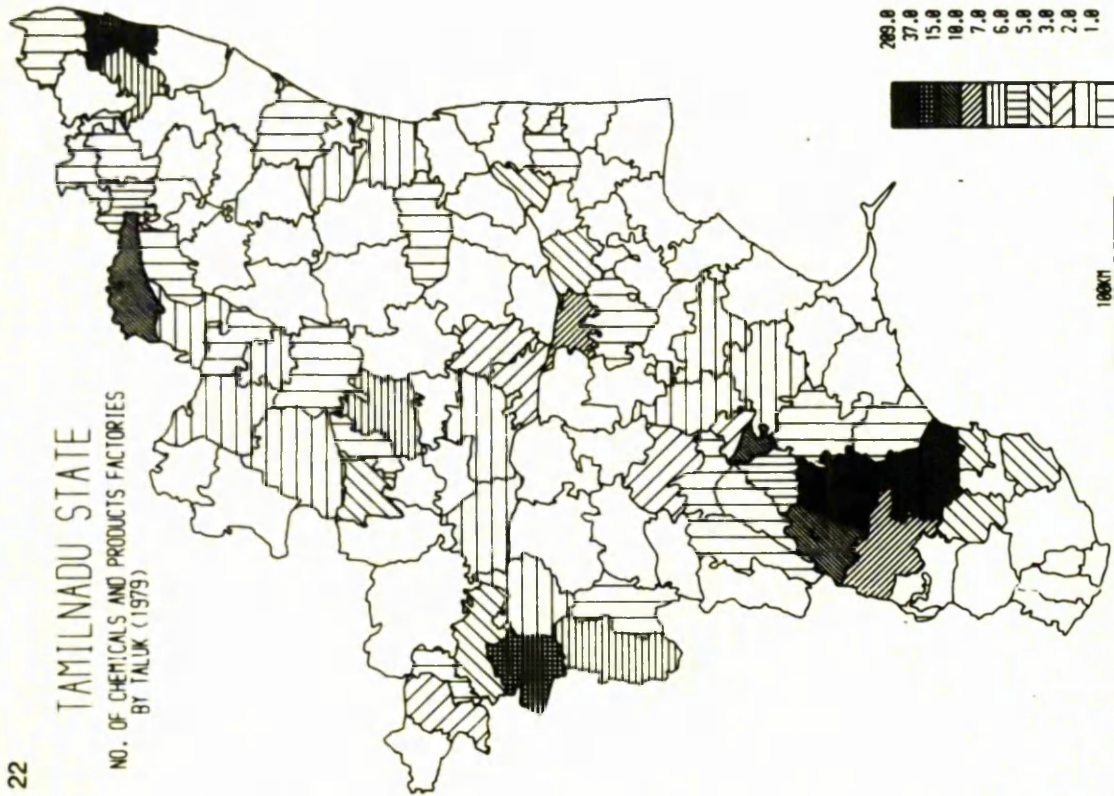 22
TAMILNADU STATE
NO. OF CHEMICALS AND PRODUCTS FACTORIES
BY TALUK (1979)
209.0
37.0
15.0
10.0
7.0
6.0
5.0
3.0
2.0
1.0
100KM